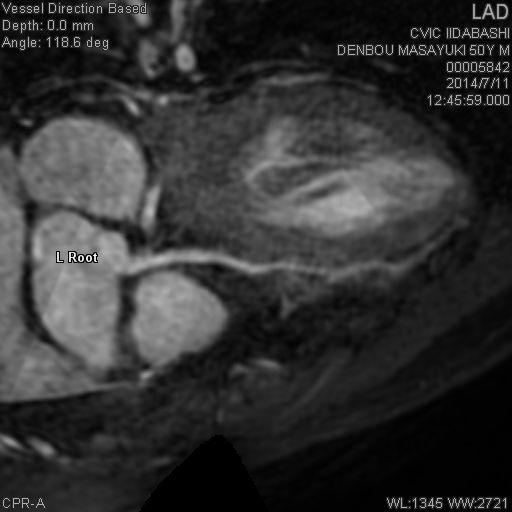 Vessel Direction Based
Depth: 0.0 mm
Angle: 118.6 deg
LAD
CVIC IIDABASHI
DENBOU MASAYUKI 50Y M
00005842
2014/7/11
12:45:59.000
L Root
CPR-A
WL:1345 WW:2721